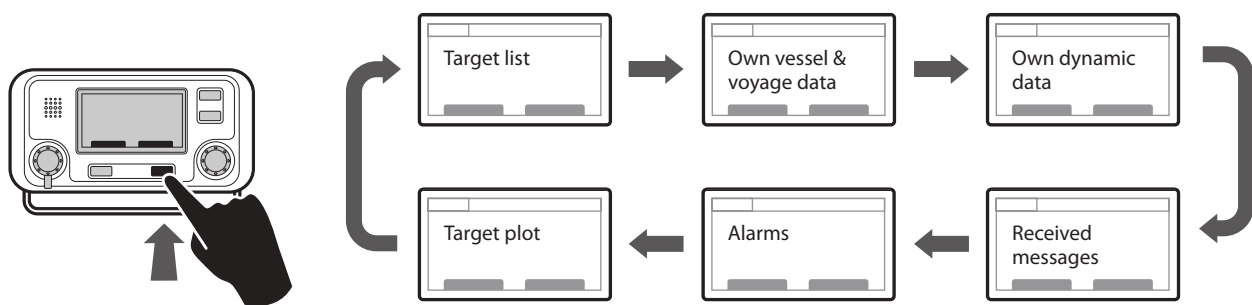 Target list
Own vessel &
voyage data
Own dynamic
data
Target plot
Alarms
Received
messages